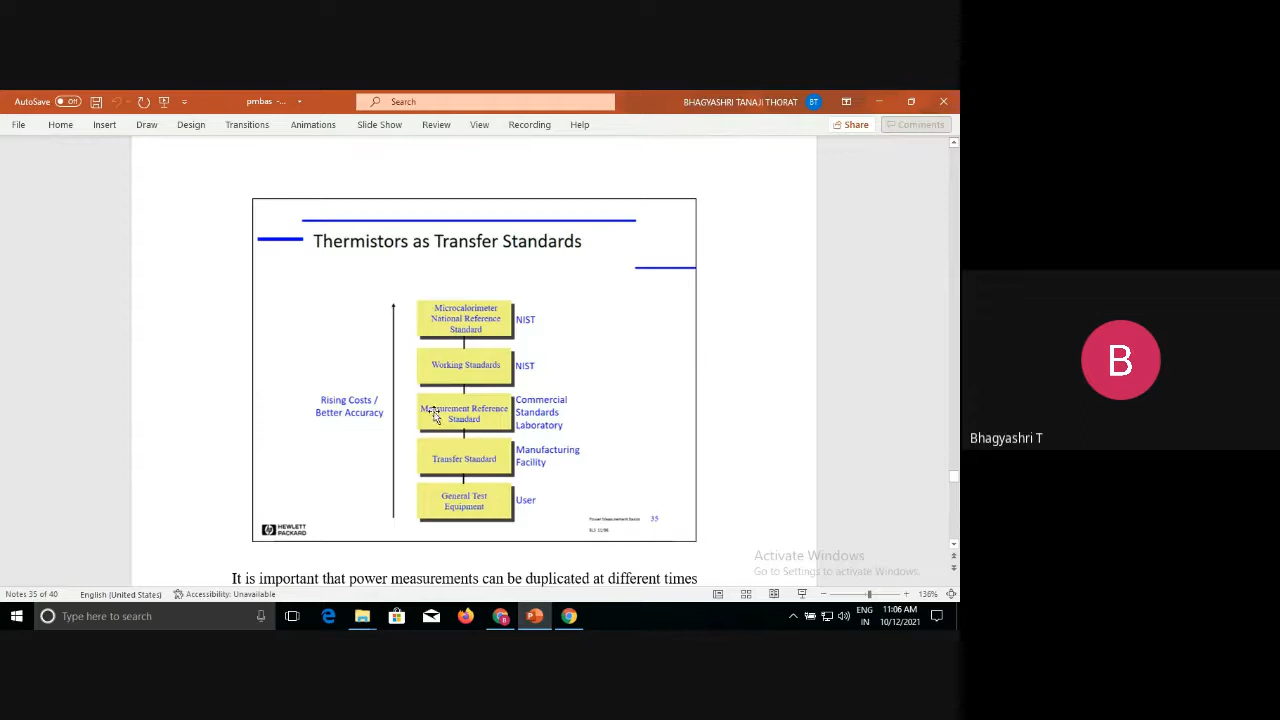 AutoSave Off pmbas -... Search BHAGYASHRI TANAJI THORAT BT
File Home Insert Draw Design Transitions Animations Slide Show Review View Recording Help Share Comments
Thermistors as Transfer Standards
Microcalorimeter
National Reference
Standard
NIST
Working Standards
NIST
Rising Costs /
Better Accuracy
Measurement Reference
Standard
Commercial
Standards
Laboratory
Transfer Standard
Manufacturing
Facility
General Test
Equipment
User
hp HEWLETT
PACKARD
Power Measurement Basics 35
It is important that power measurements can be duplicated at different times
Activate Windows
Go to Settings to activate Windows.
Notes 35 of 40 English (United States) Accessibility: Unavailable 136%
Type here to search
ENG
IN
11:06 AM
10/12/2021
B
Bhagyashri T